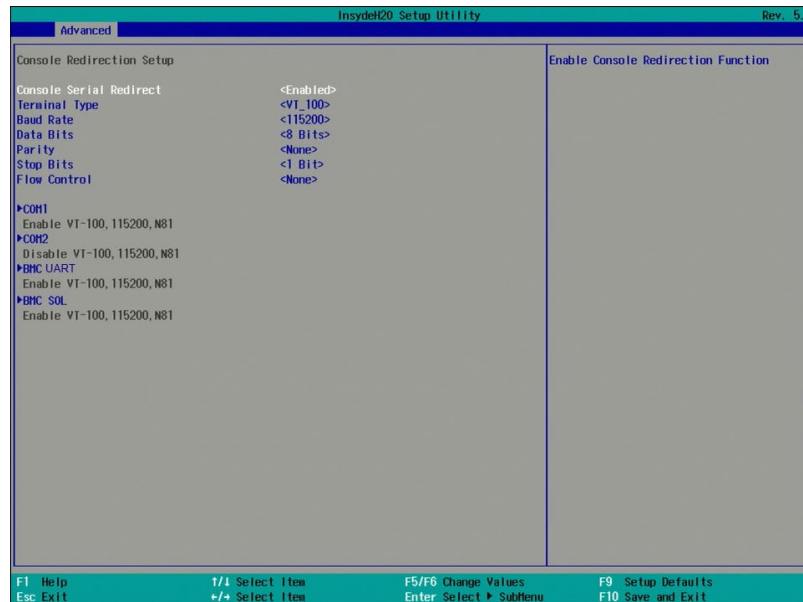 InsydeH20 Setup Utility Rev. 5.
Advanced
Console Redirection Setup Enable Console Redirection Function
Console Serial Redirect <Enabled>
Terminal Type <VT_100>
Baud Rate <115200>
Data Bits <8 Bits>
Parity <None>
Stop Bits <1 Bit>
Flow Control <None>
▶COM1
Enable VT-100, 115200, N81
▶COM2
Disable VT-100, 115200, N81
▶BMC UART
Enable VT-100, 115200, N81
▶BMC SOL
Enable VT-100, 115200, N81
F1 Help ↑/↓ Select Item F5/F6 Change Values F9 Setup Defaults
Esc Exit ←/→ Select Item Enter Select ▶ SubMenu F10 Save and Exit